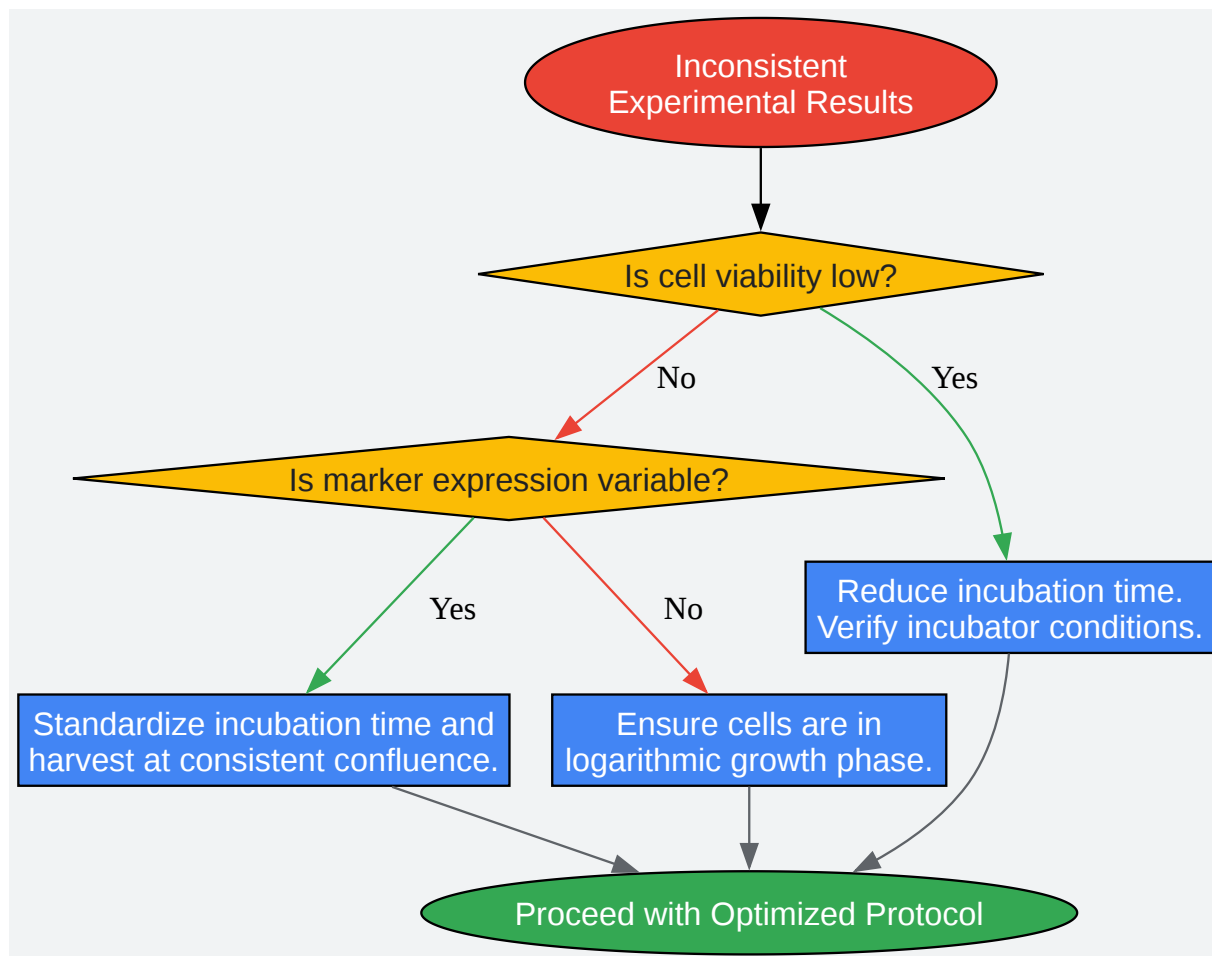 Inconsistent
Experimental Results
Is cell viability low?
No
Yes
Is marker expression variable?
Yes
No
Reduce incubation time.
Verify incubator conditions.
Standardize incubation time and
harvest at consistent confluence.
Ensure cells are in
logarithmic growth phase.
Proceed with Optimized Protocol